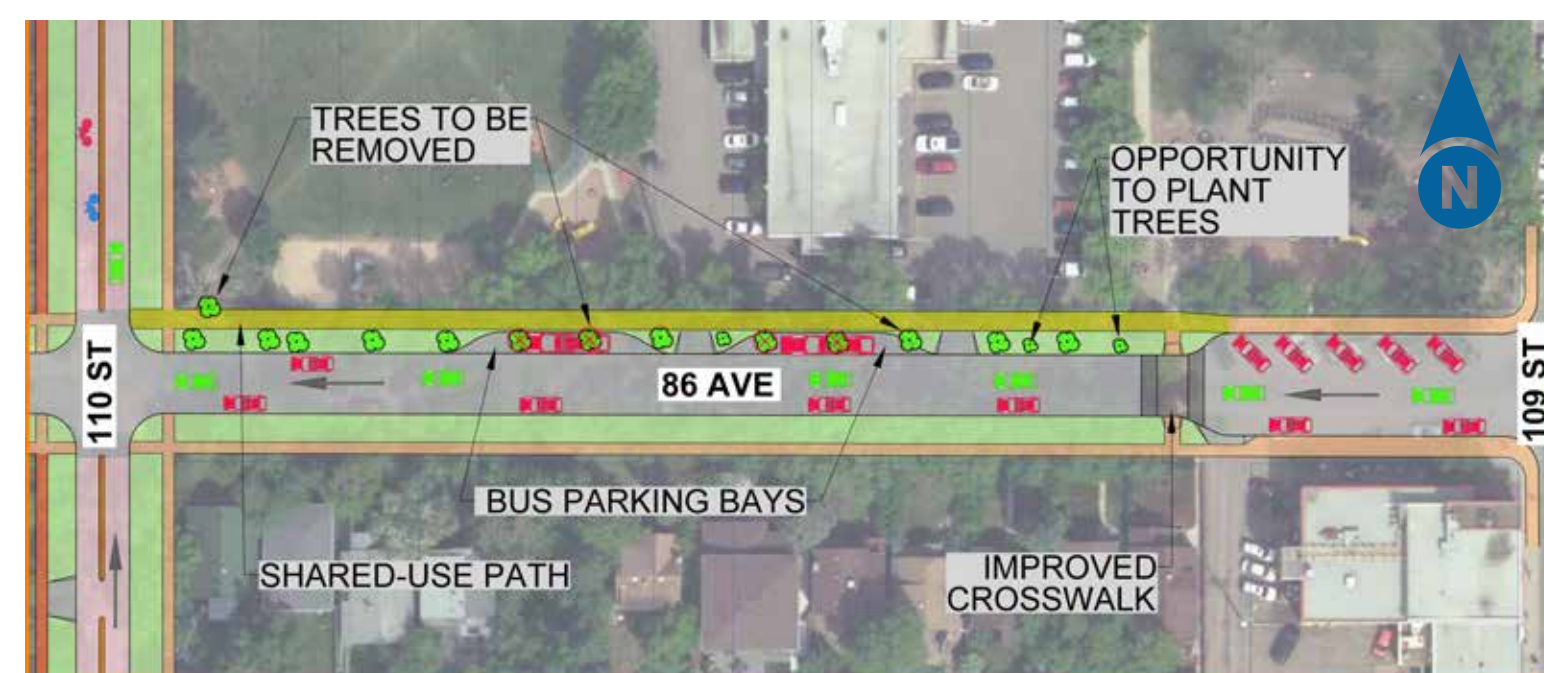 TREES TO BE
REMOVED
OPPORTUNITY
TO PLANT
TREES
N
110 ST
86 AVE
109 ST
BUS PARKING BAYS
SHARED-USE PATH
IMPROVED
CROSSWALK